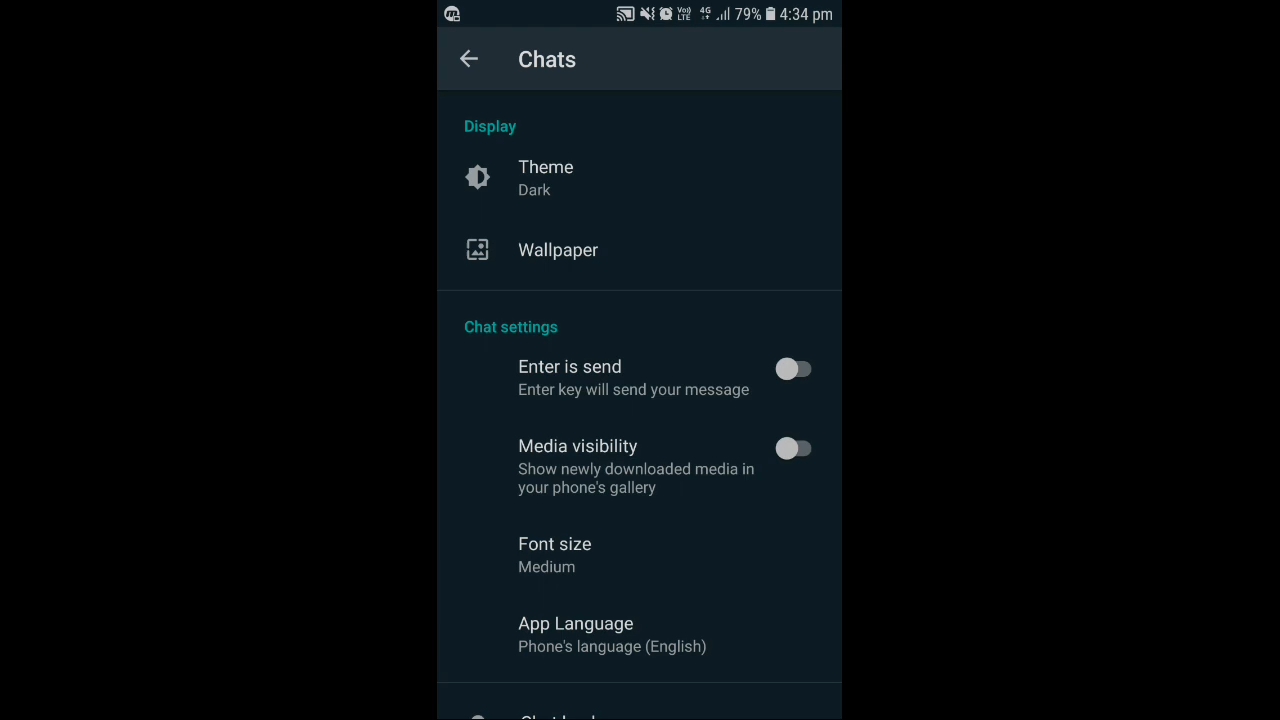 79% 4:34 pm
Chats
Display
Theme
Dark
Wallpaper
Chat settings
Enter is send
Enter key will send your message
Media visibility
Show newly downloaded media in
your phone's gallery
Font size
Medium
App Language
Phone's language (English)